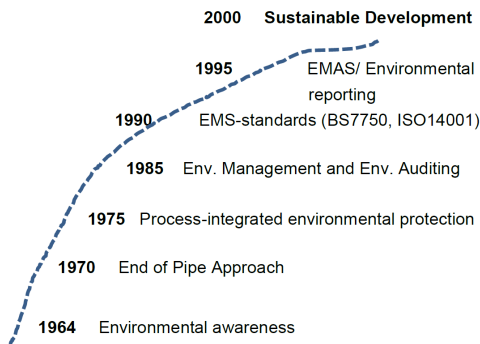 2000 Sustainable Development
1995 EMAS/ Environmental
reporting
1990 EMS-standards (BS7750, ISO14001)
1985 Env. Management and Env. Auditing
1975 Process-integrated environmental protection
1970 End of Pipe Approach
1964 Environmental awareness